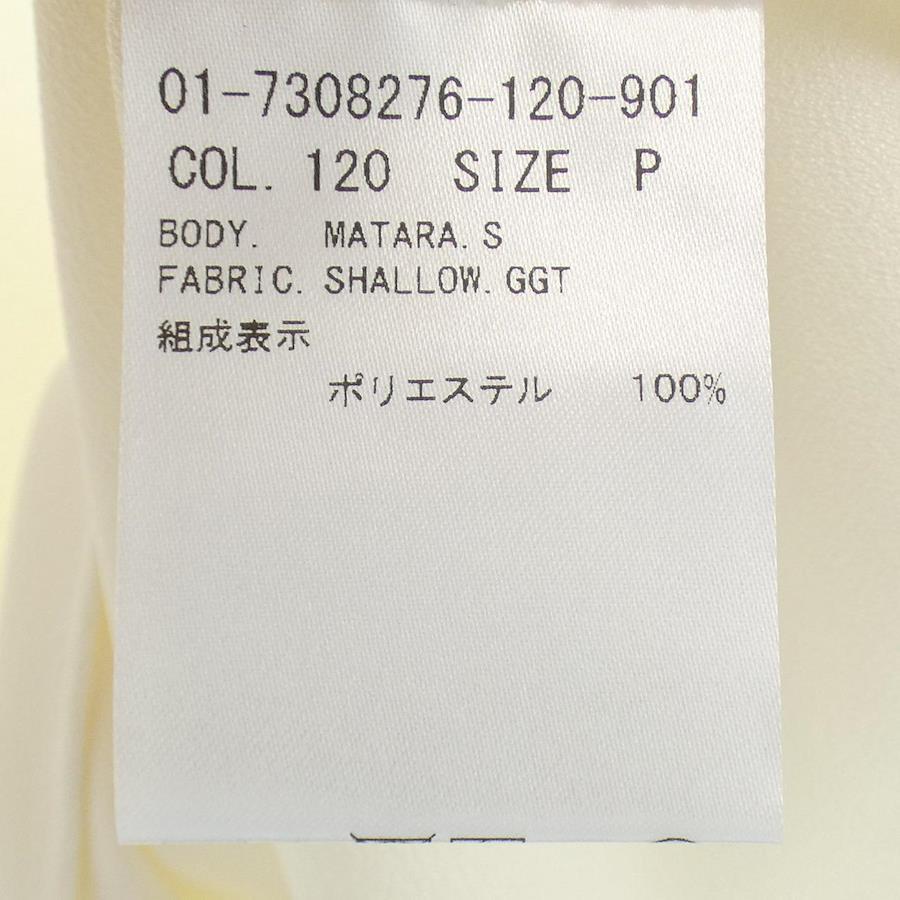 01-7308276-120-901
COL. 120 SIZE P
BODY. MATARA.S
FABRIC. SHALLOW.GGT
組成表示
ポリエステル 100%